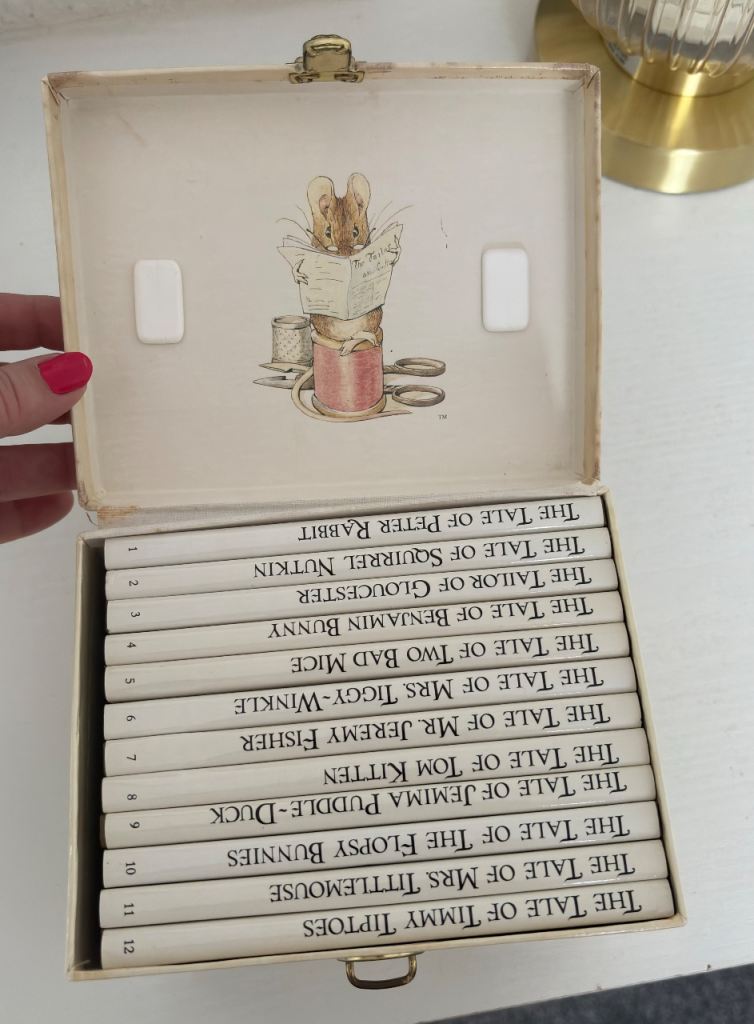 The Tailor
TM
THE TALE OF PETER RABBIT 1
THE TALE OF SQUIRREL NUTKIN 2
THE TAILOR OF GLOUCESTER 3
THE TALE OF BENJAMIN BUNNY 4
THE TALE OF TWO BAD MICE 5
THE TALE OF MRS. TIGGY-WINKLE 6
THE TALE OF MR. JEREMY FISHER 7
THE TALE OF TOM KITTEN 8
THE TALE OF JEMIMA PUDDLE-DUCK 9
THE TALE OF THE FLOPSY BUNNIES 10
THE TALE OF MRS. TITTLEMOUSE 11
THE TALE OF TIMMY TIPTOES 12